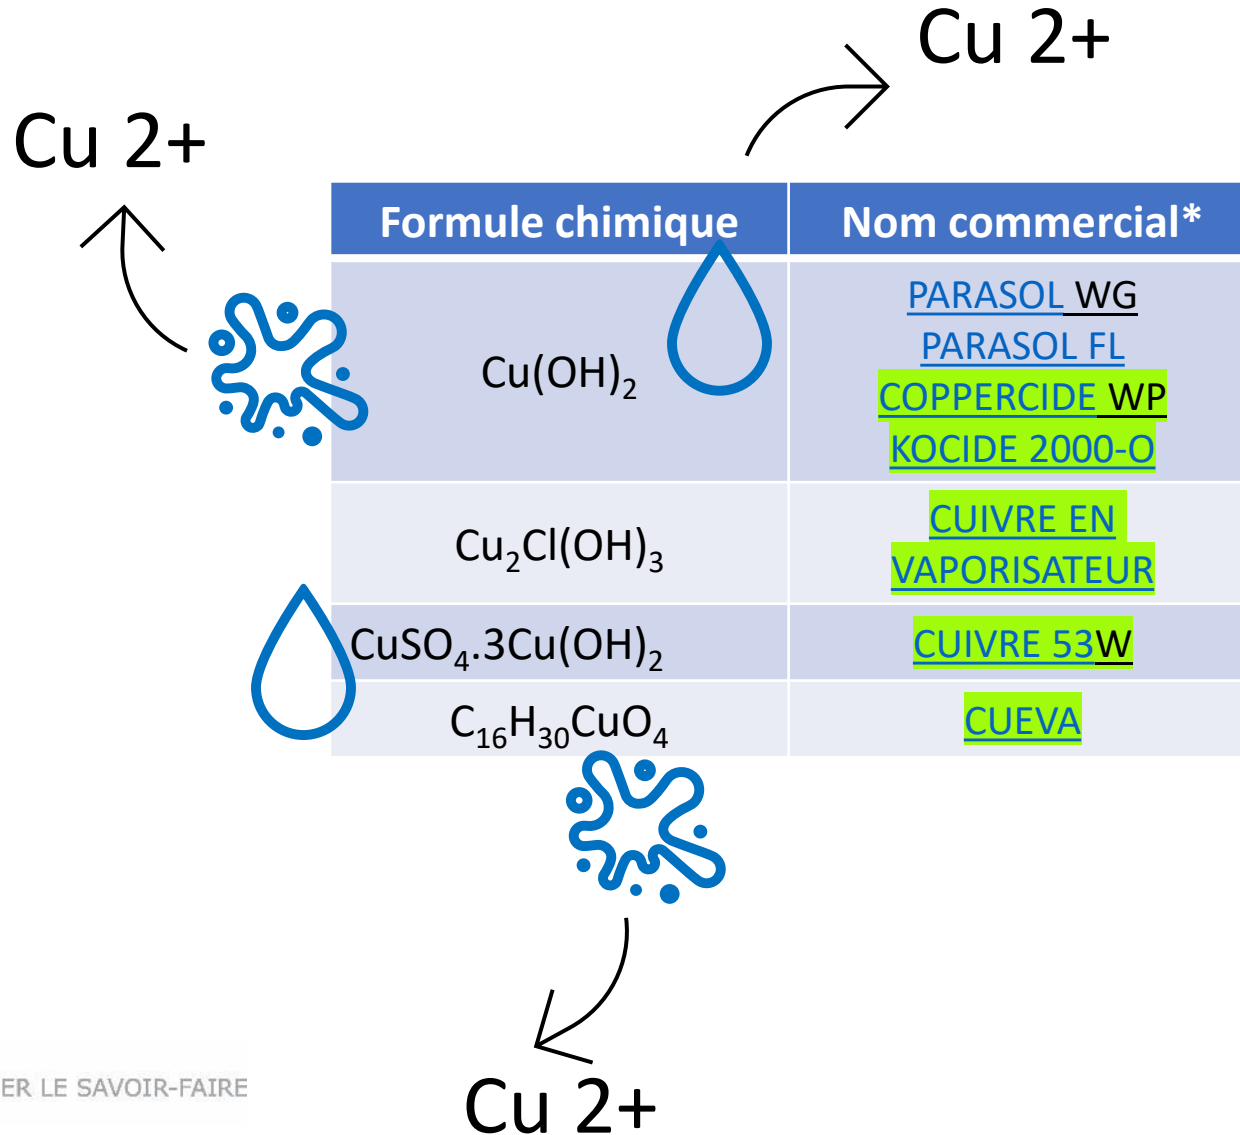 Cu 2+
Cu 2+
Formule chimique
Nom commercial*
Cu(OH)₂
PARASOL WG
PARASOL FL
COPPERCIDE WP
KOCIDE 2000-O
Cu₂Cl(OH)₃
CUIVRE EN
VAPORISATEUR
CuSO₄.3Cu(OH)₂
CUIVRE 53W
C₁₆H₃₀CuO₄
CUEVA
ER LE SAVOIR-FAIRE
Cu 2+